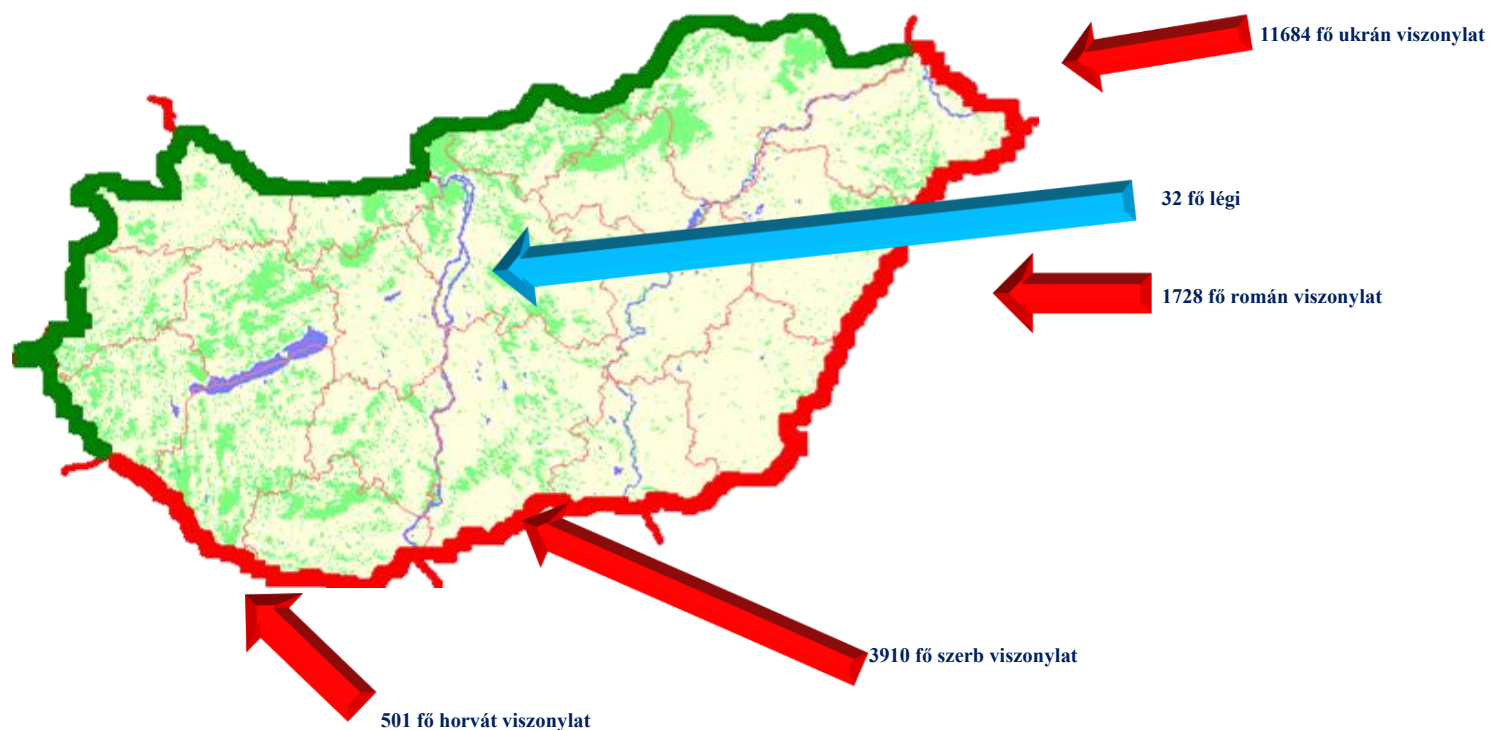 11684 fő ukrán viszonylat
32 fő légi
1728 fő román viszonylat
3910 fő szerb viszonylat
501 fő horvát viszonylat